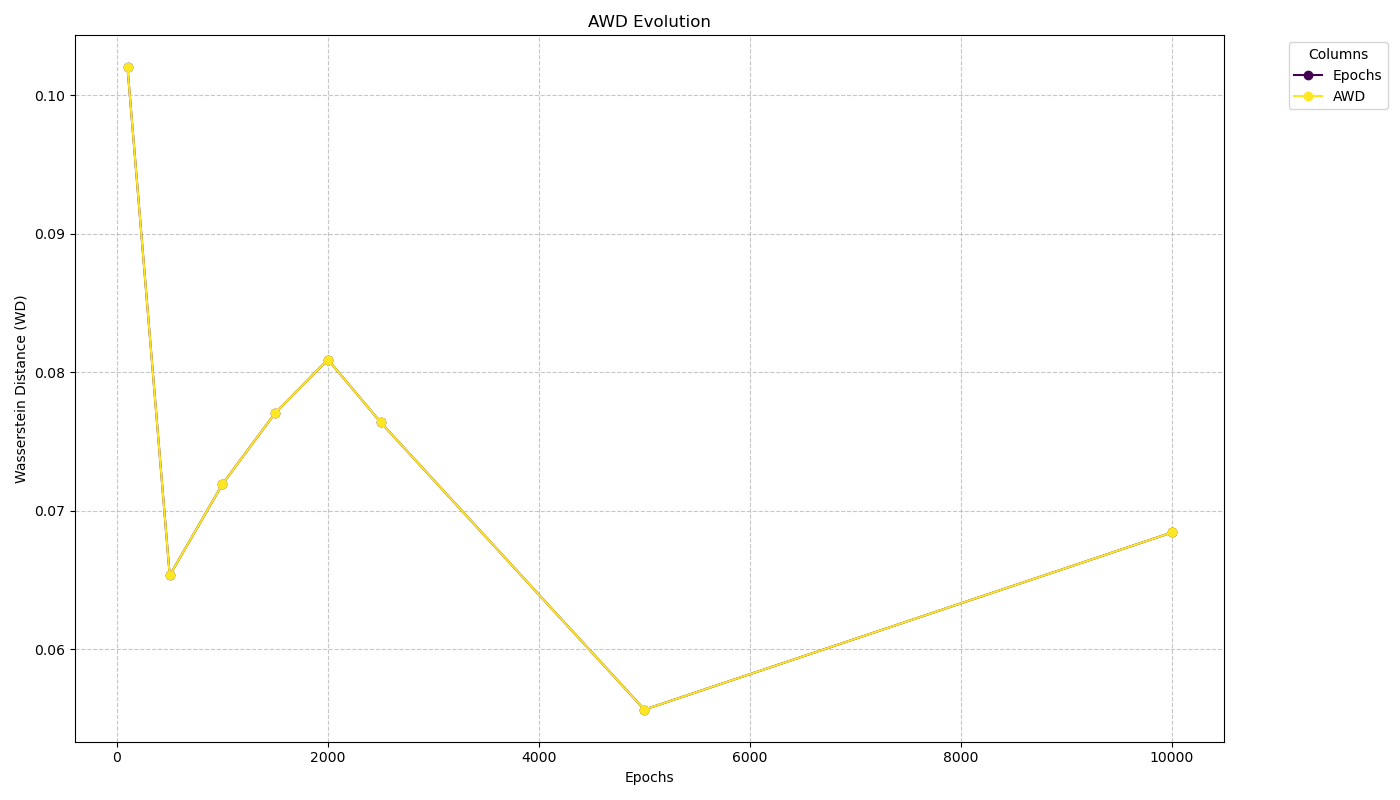 AWD Evolution
Columns
Epochs
AWD
0.10
0.09
0.08
0.07
0.06
Wasserstein Distance (WD)
0 2000 4000 6000 8000 10000
Epochs